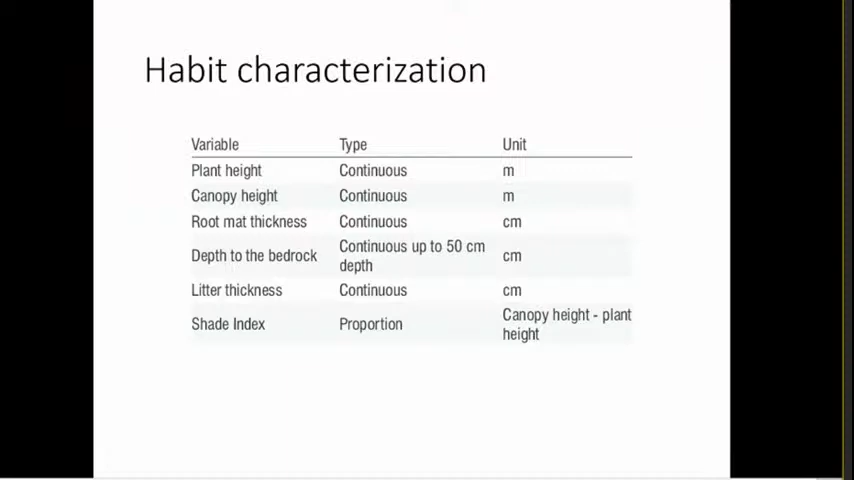 Habit characterization
Variable Type Unit
Plant height Continuous m
Canopy height Continuous m
Root mat thickness Continuous cm
Depth to the bedrock Continuous up to 50 cm depth cm
Litter thickness Continuous cm
Shade Index Proportion Canopy height - plant height